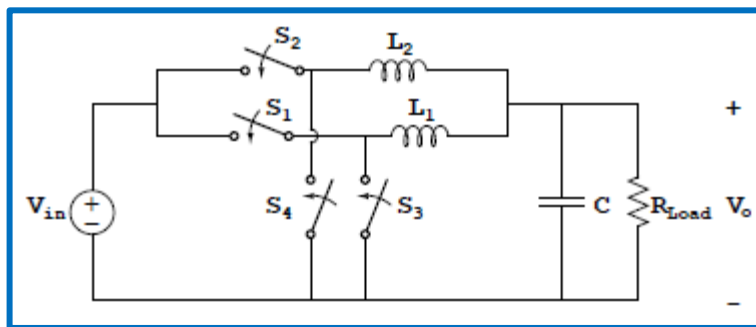 S2
L2
S1
L1
+
Vin
+
−
S4
S3
C
RLoad
Vo
−